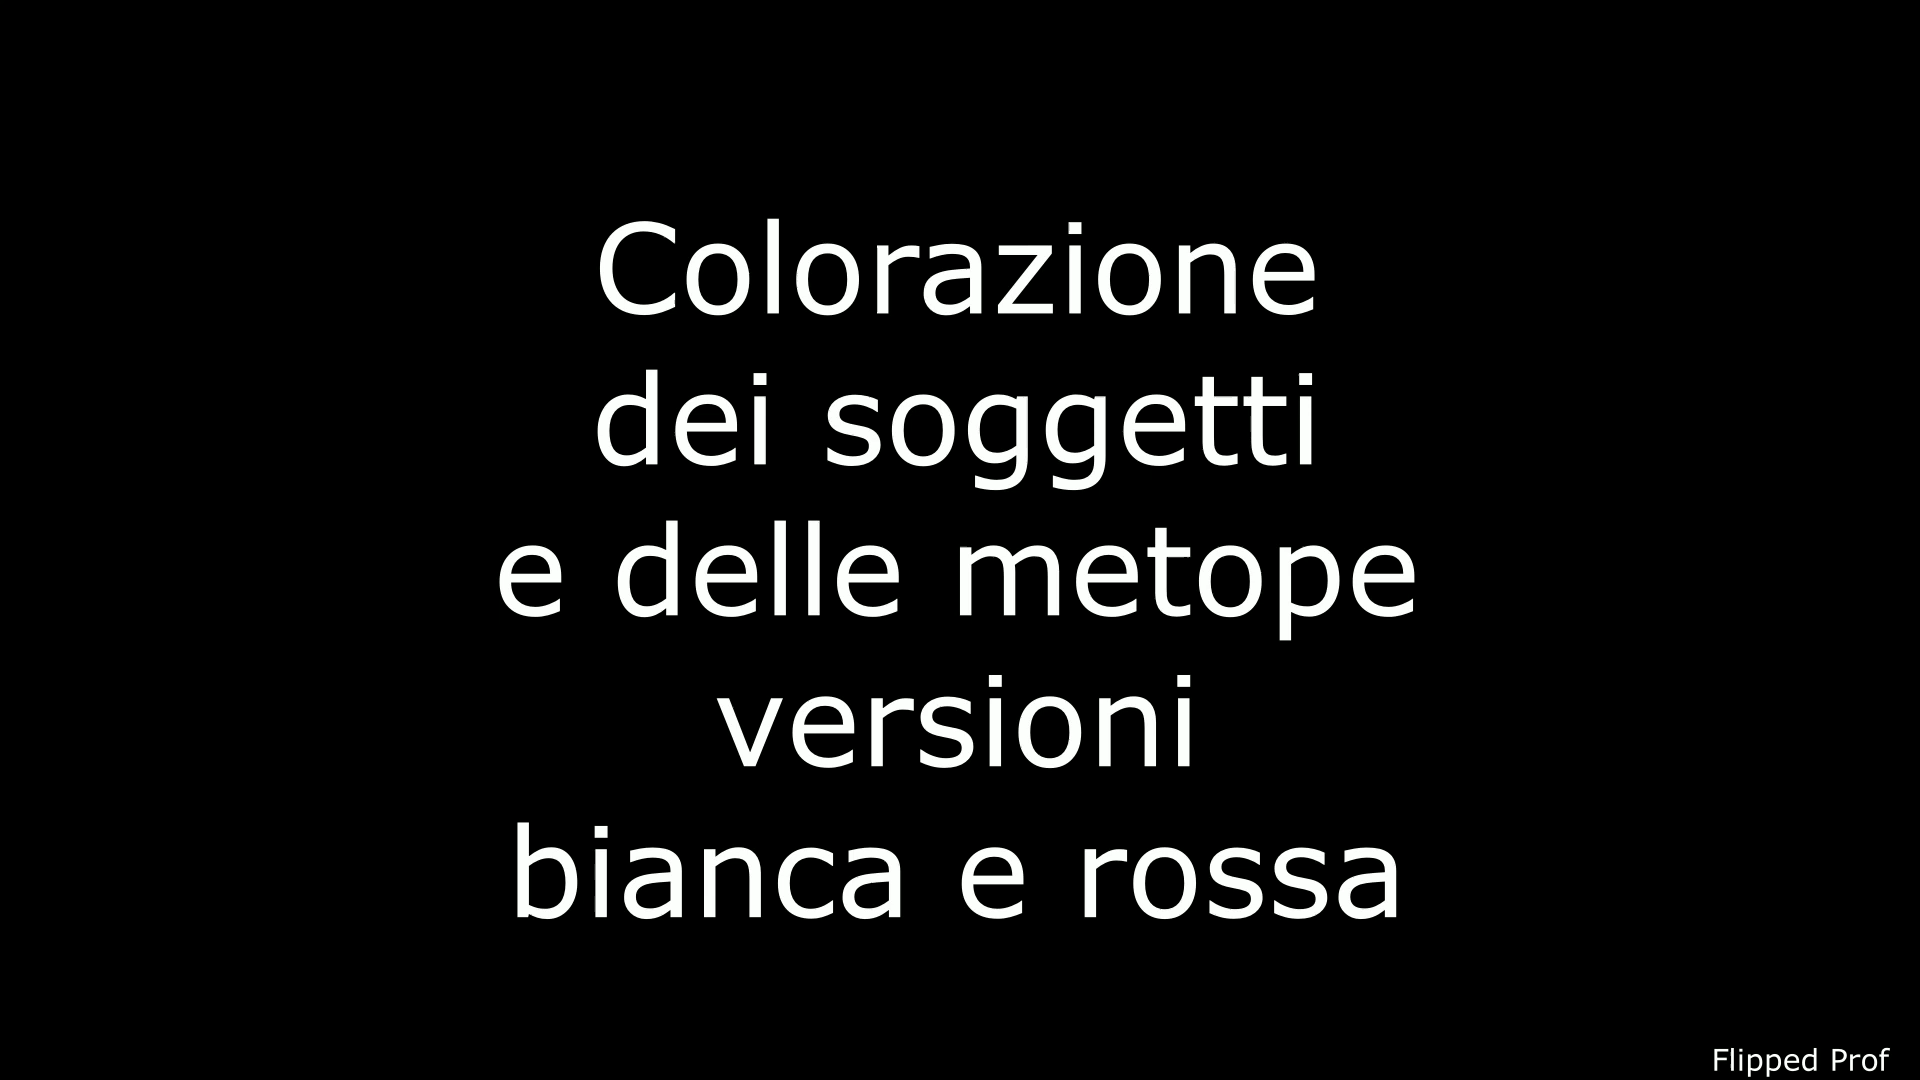 Colorazione
dei soggetti
e delle metope
versioni
bianca e rossa
Flipped Prof